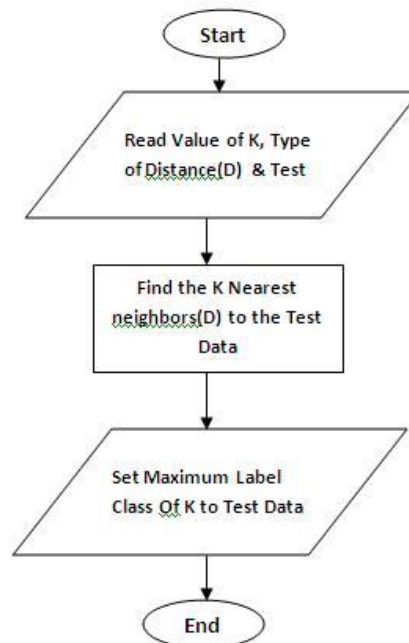 Start
Read Value of K, Type
of Distance(D) & Test
Find the K Nearest
neighbors(D) to the Test
Data
Set Maximum Label
Class Of K to Test Data
End